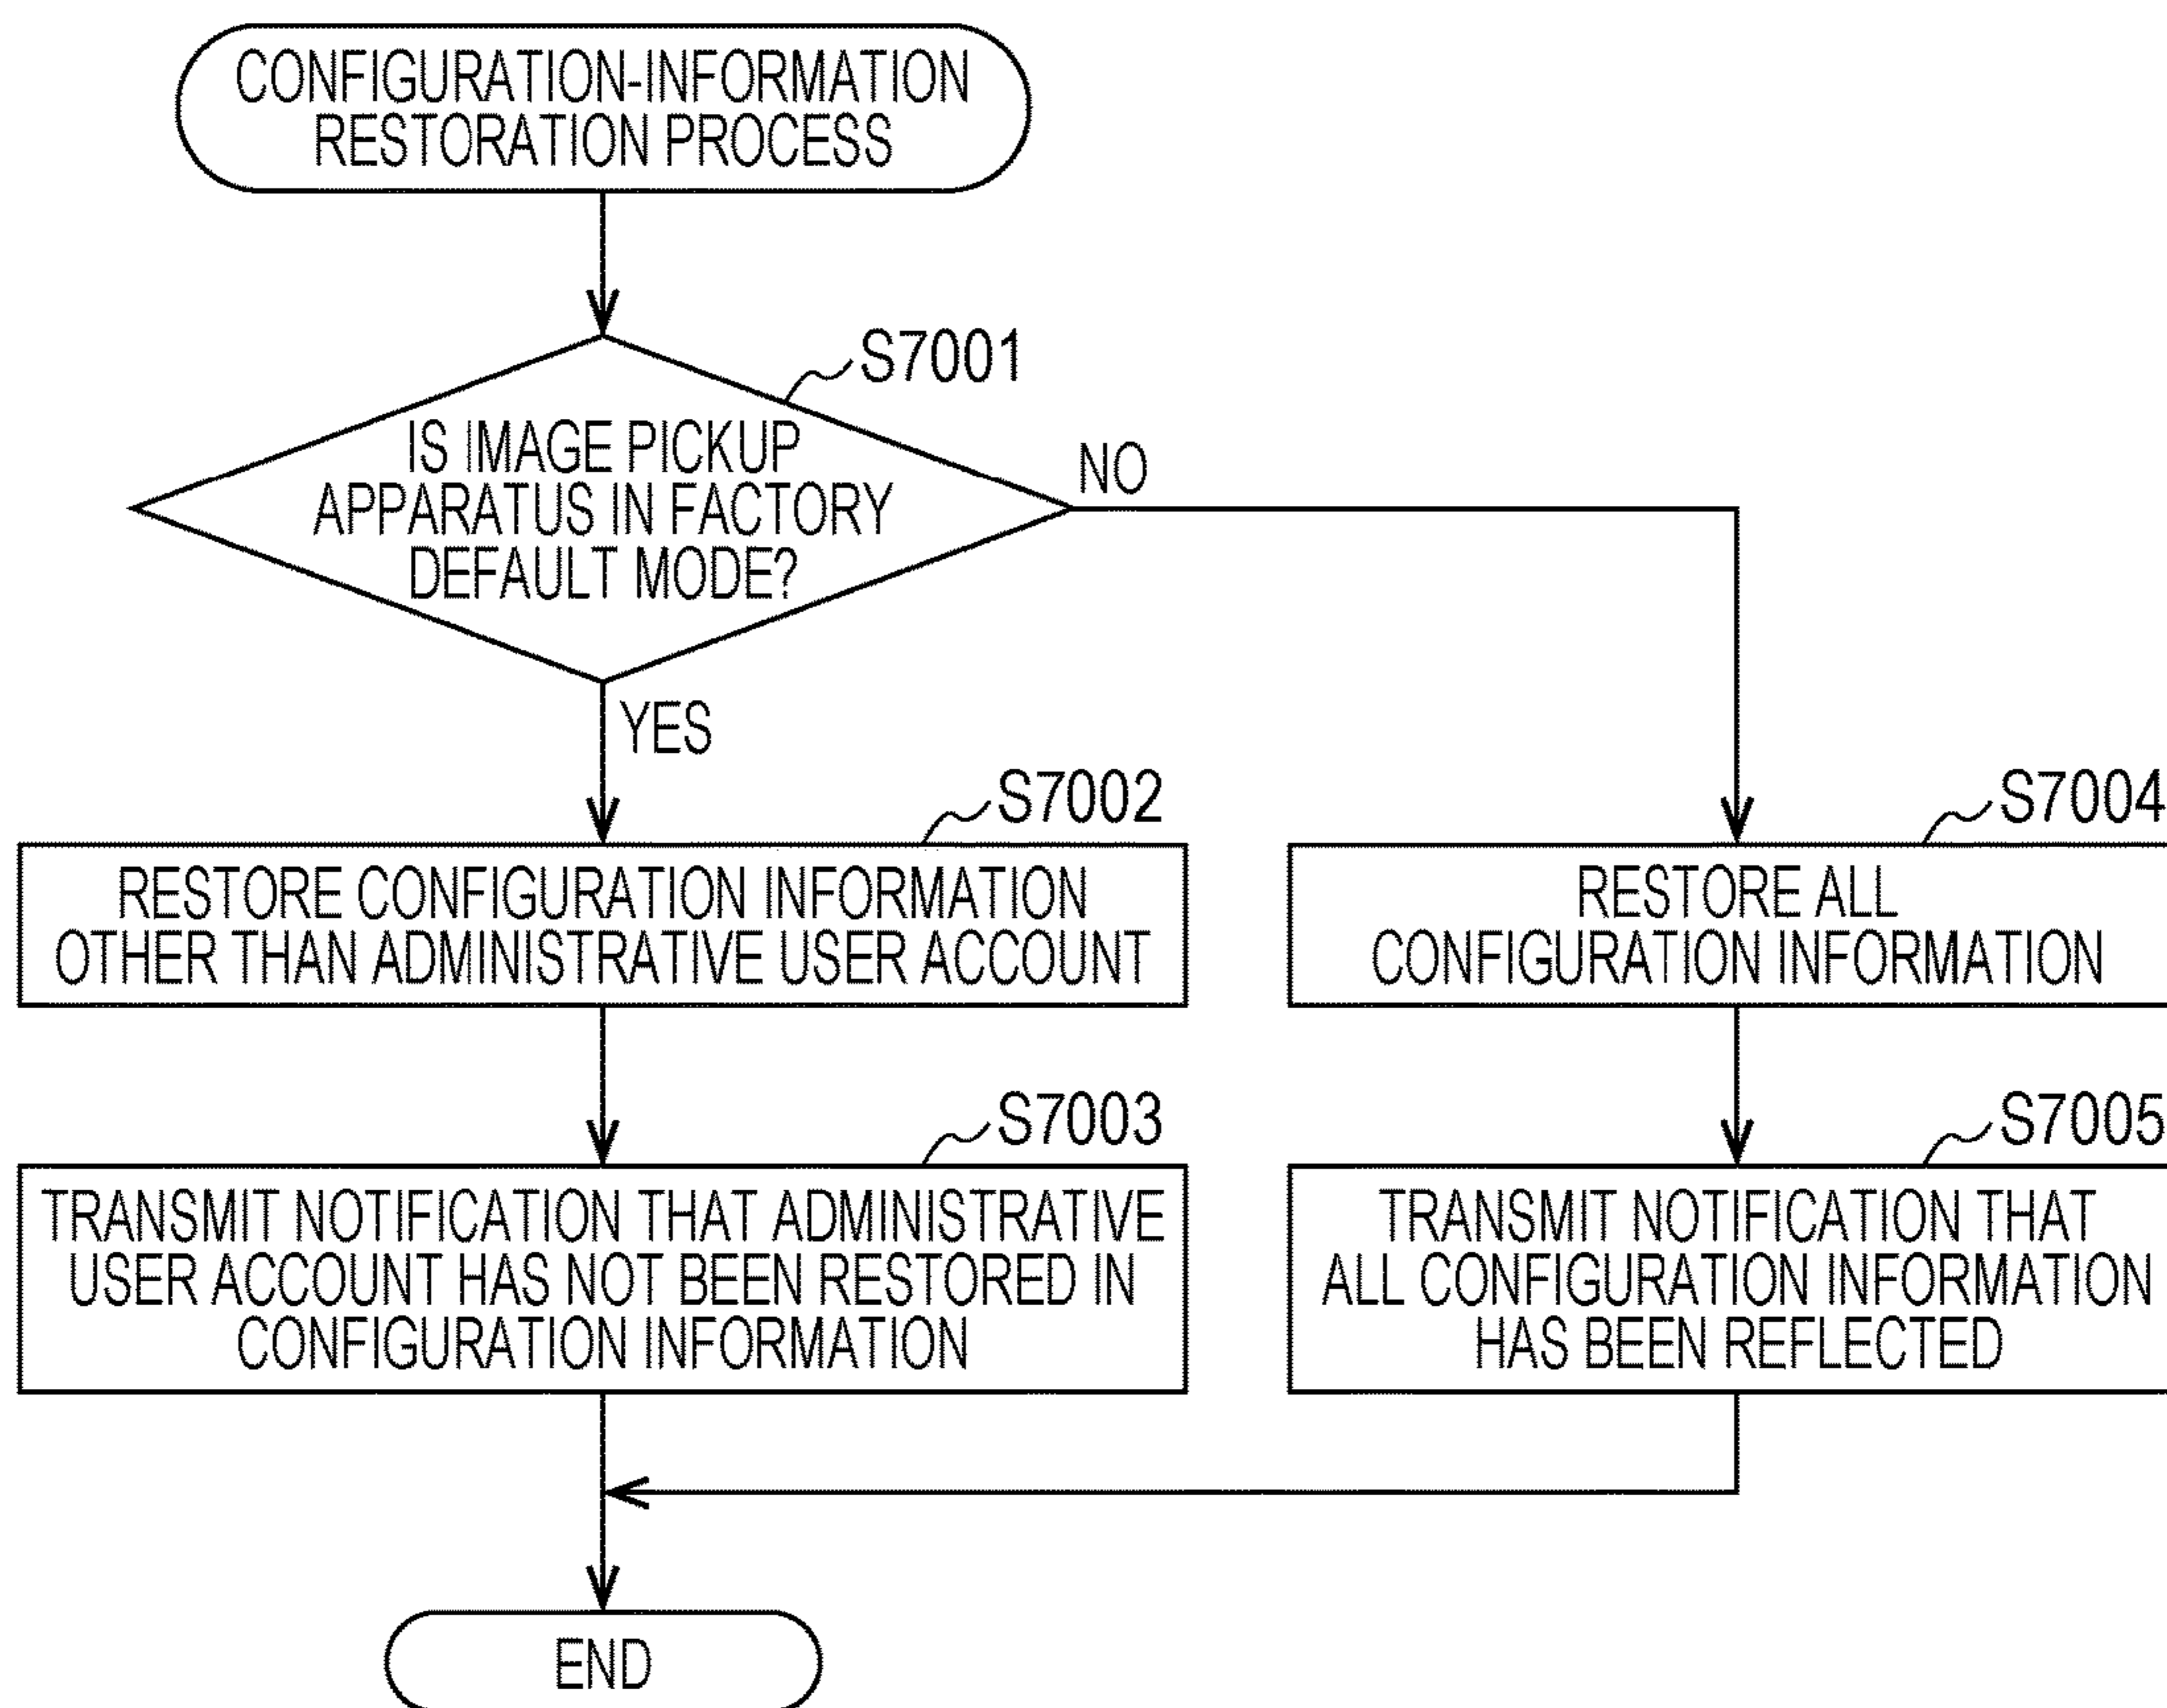 CONFIGURATION-INFORMATION
RESTORATION PROCESS
S7001
IS IMAGE PICKUP
APPARATUS IN FACTORY
DEFAULT MODE?
NO
YES
S7002
RESTORE CONFIGURATION INFORMATION
OTHER THAN ADMINISTRATIVE USER ACCOUNT
S7004
RESTORE ALL
CONFIGURATION INFORMATION
S7003
TRANSMIT NOTIFICATION THAT ADMINISTRATIVE
USER ACCOUNT HAS NOT BEEN RESTORED IN
CONFIGURATION INFORMATION
S7005
TRANSMIT NOTIFICATION THAT
ALL CONFIGURATION INFORMATION
HAS BEEN REFLECTED
END